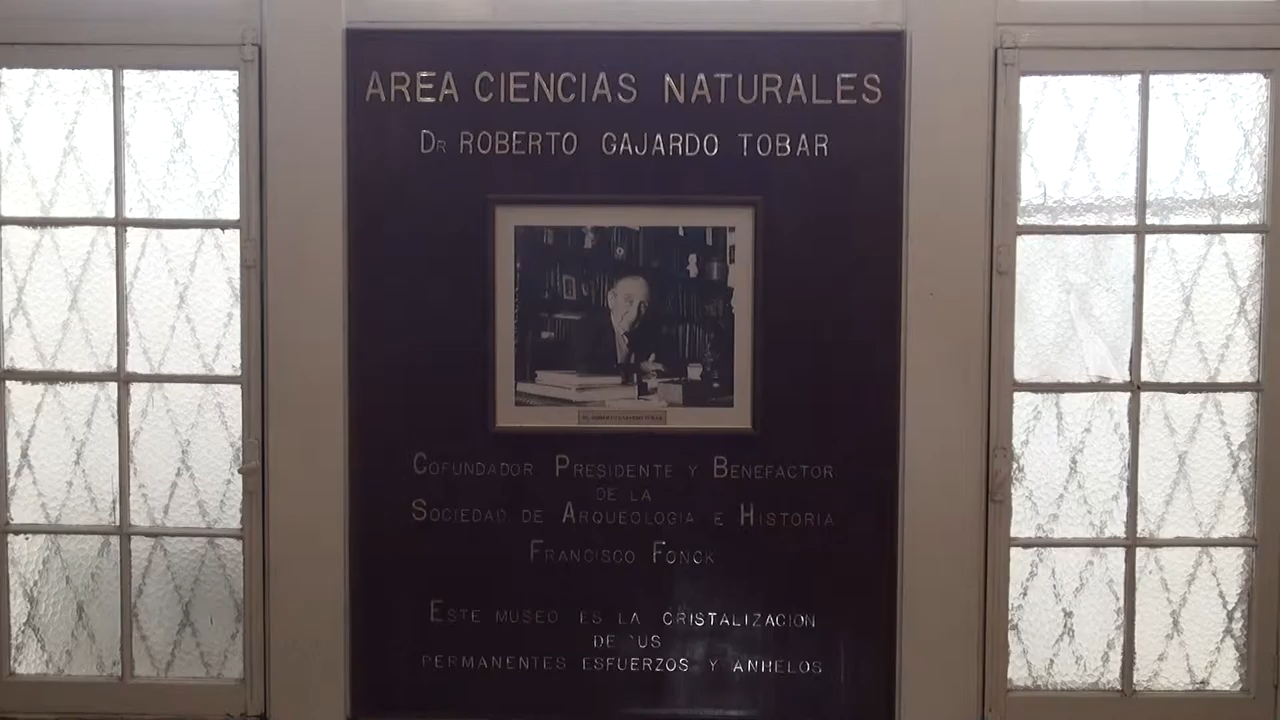 AREA CIENCIAS NATURALES
DR ROBERTO GAJARDO TOBAR
COFUNDADOR PRESIDENTE Y BENEFACTOR
DE LA
SOCIEDAD DE ARQUEOLOGIA E HISTORIA
FRANCISCO FONCK
ESTE MUSEO ES LA CRISTALIZACION
DE US
PERMANENTES ESFUERZOS Y ANHELOS